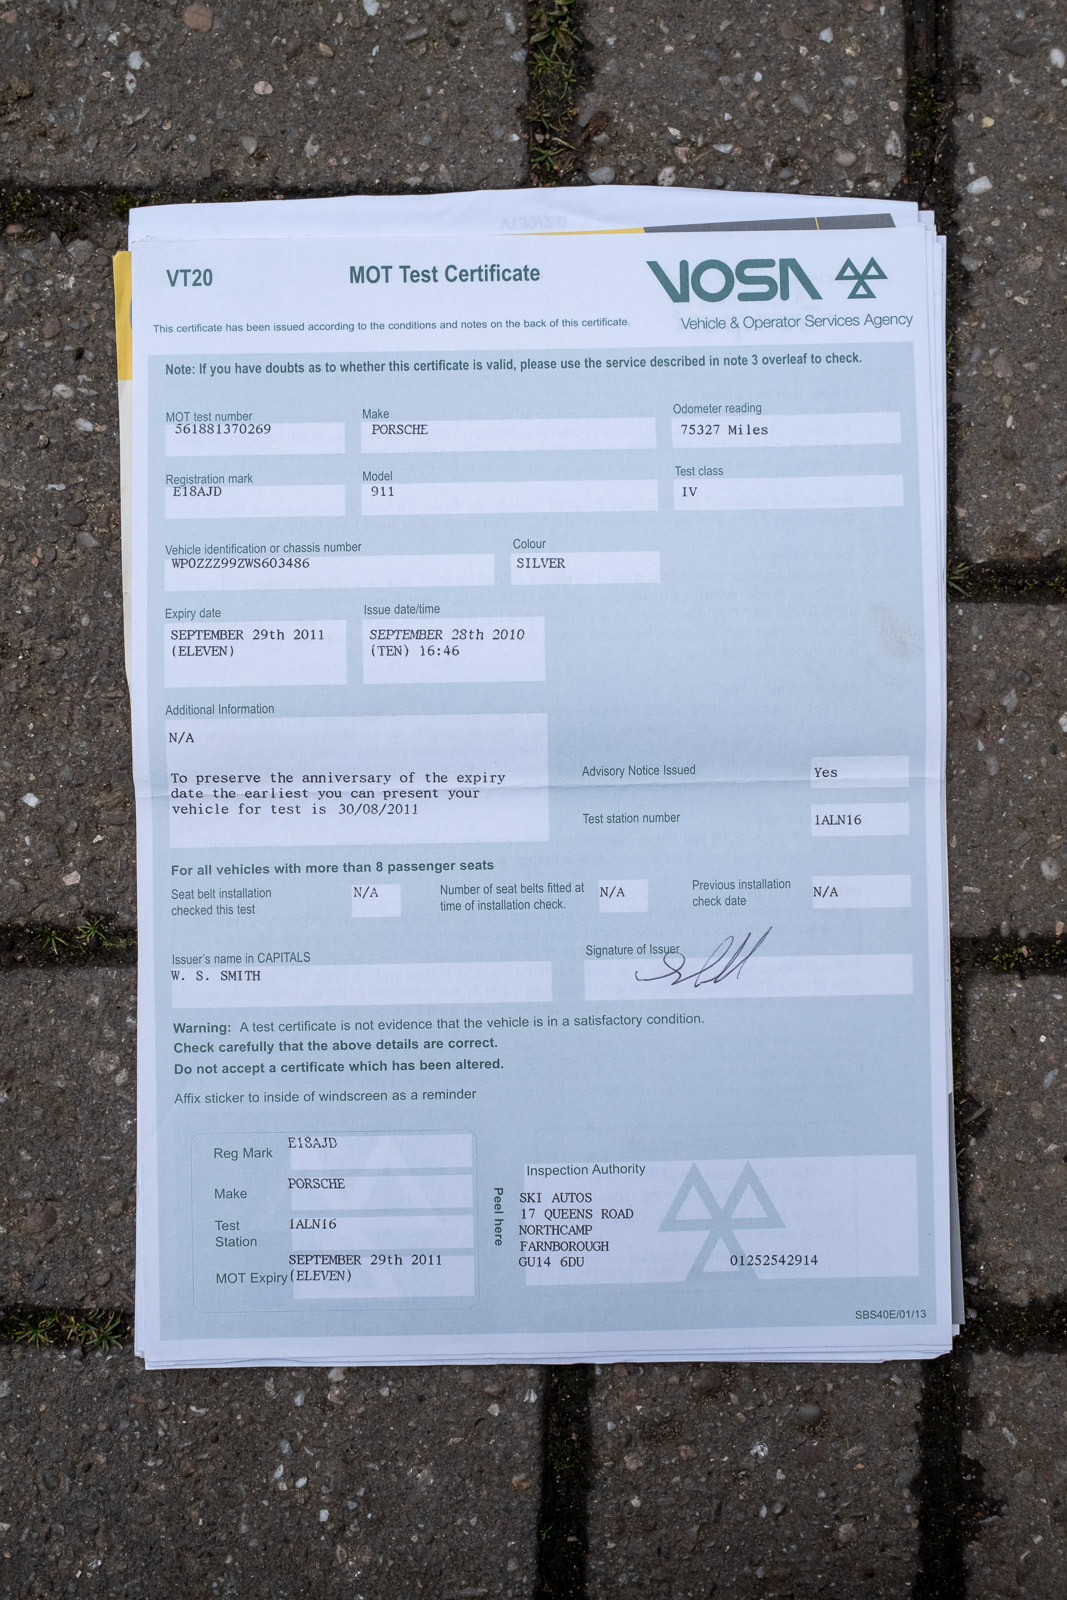 VT20
MOT Test Certificate
VOSA
Vehicle & Operator Services Agency
This certificate has been issued according to the conditions and notes on the back of this certificate.
Note: If you have doubts as to whether this certificate is valid, please use the service described in note 3 overleaf to check.
MOT test number
561881370269
Make
PORSCHE
Odometer reading
75327 Miles
Registration mark
E18AJD
Model
911
Test class
IV
Vehicle identification or chassis number
WP0ZZZ99ZWS603486
Colour
SILVER
Expiry date
SEPTEMBER 29th 2011
(ELEVEN)
Issue date/time
SEPTEMBER 28th 2010
(TEN) 16:46
Additional Information
N/A
To preserve the anniversary of the expiry
date the earliest you can present your
vehicle for test is 30/08/2011
Advisory Notice Issued
Yes
Test station number
1ALN16
For all vehicles with more than 8 passenger seats
Seat belt installation
checked this test
N/A
Number of seat belts fitted at
time of installation check.
N/A
Previous installation
check date
N/A
Issuer's name in CAPITALS
W. S. SMITH
Signature of Issuer
Warning: A test certificate is not evidence that the vehicle is in a satisfactory condition.
Check carefully that the above details are correct.
Do not accept a certificate which has been altered.
Affix sticker to inside of windscreen as a reminder
Reg Mark
E18AJD
Make
PORSCHE
Test
Station
1ALN16
MOT Expiry
SEPTEMBER 29th 2011
(ELEVEN)
Peel here
Inspection Authority
SKI AUTOS
17 QUEENS ROAD
NORTHCAMP
FARNBOROUGH
GU14 6DU
01252542914
SBS40E/01/13